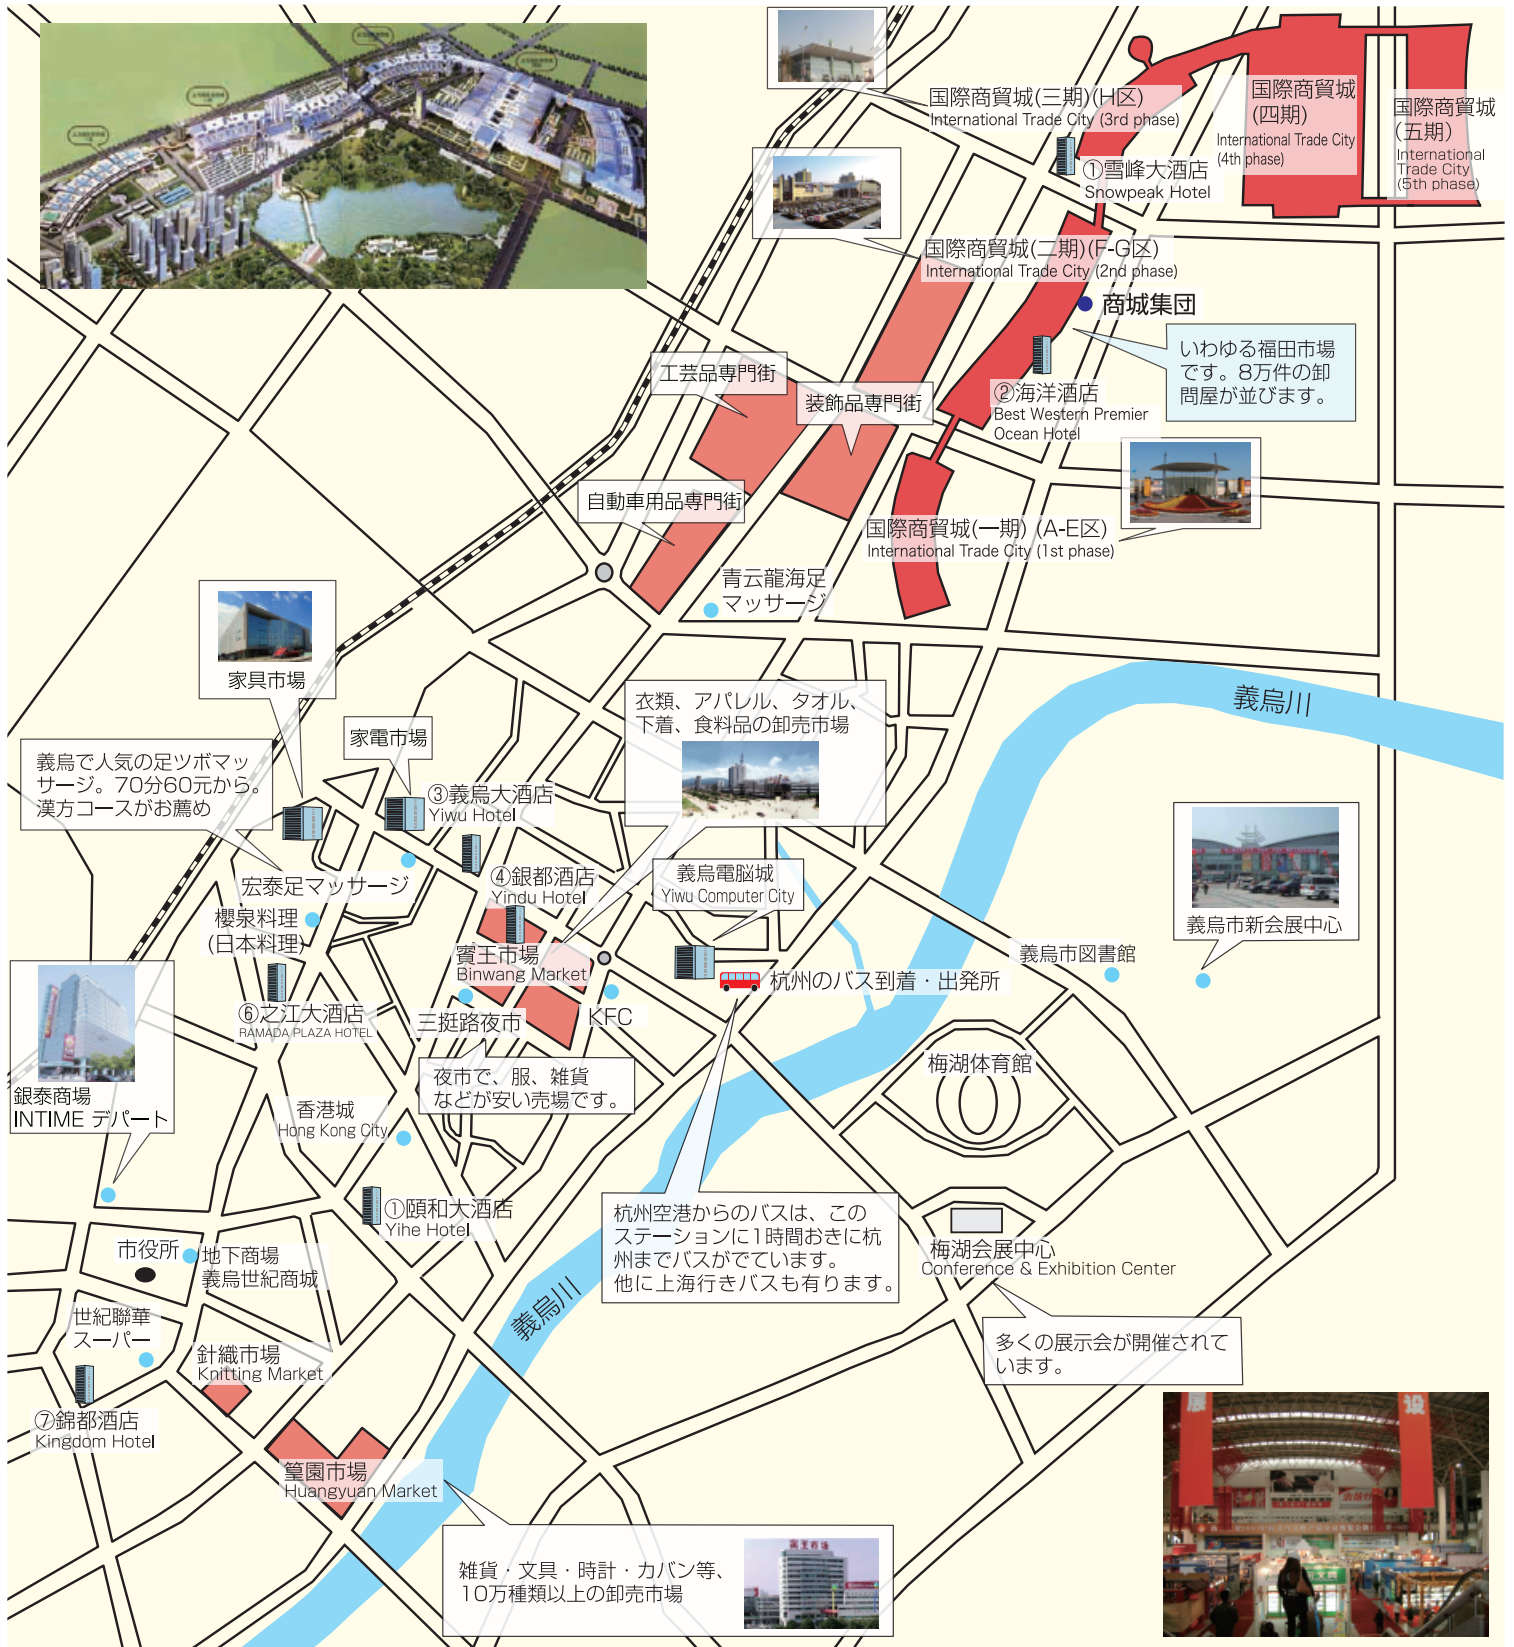 国際商貿城(三期)(H区)
International Trade City (3rd phase)
国際商貿城
(四期)
International Trade City
(4th phase)
国際商貿城
(五期)
International
Trade City
(5th phase)
①雪峰大酒店
Snowpeak Hotel
国際商貿城(二期)(F-G区)
International Trade City (2nd phase)
商城集団
いわゆる福田市場
です。8万件の卸
問屋が並びます。
工芸品専門街
装飾品専門街
②海洋酒店
Best Western Premier
Ocean Hotel
自動車用品専門街
国際商貿城(一期) (A-E区)
International Trade City (1st phase)
青云龍海足
マッサージ
家具市場
義烏川
衣類、アパレル、タオル、
下着、食料品の卸売市場
家電市場
義烏で人気の足ツボマッ
サージ。70分60元から。
漢方コースがお薦め
③義烏大酒店
Yiwu Hotel
宏泰足マッサージ
④銀都酒店
Yindu Hotel
義烏電脳城
Yiwu Computer City
義烏市新会展中心
櫻泉料理
(日本料理)
賓王市場
Binwang Market
義烏市図書館
杭州のバス到着・出発所
⑥之江大酒店
RAMADA PLAZA HOTEL
三挺路夜市
KFC
夜市で、服、雑貨
などが安い売場です。
梅湖体育館
銀泰商場
INTIME デパート
香港城
Hong Kong City
①頤和大酒店
Yihe Hotel
杭州空港からのバスは、この
ステーションに1時間おきに杭
州までバスがでています。
他に上海行きバスも有ります。
市役所
地下商場
義烏世紀商城
梅湖会展中心
Conference & Exhibition Center
義烏川
世紀聯華
スーパー
多くの展示会が開催されて
います。
針織市場
Knitting Market
⑦錦都酒店
Kingdom Hotel
展
設
篁園市場
Huangyuan Market
雑貨・文具・時計・カバン等、
10万種類以上の卸売市場